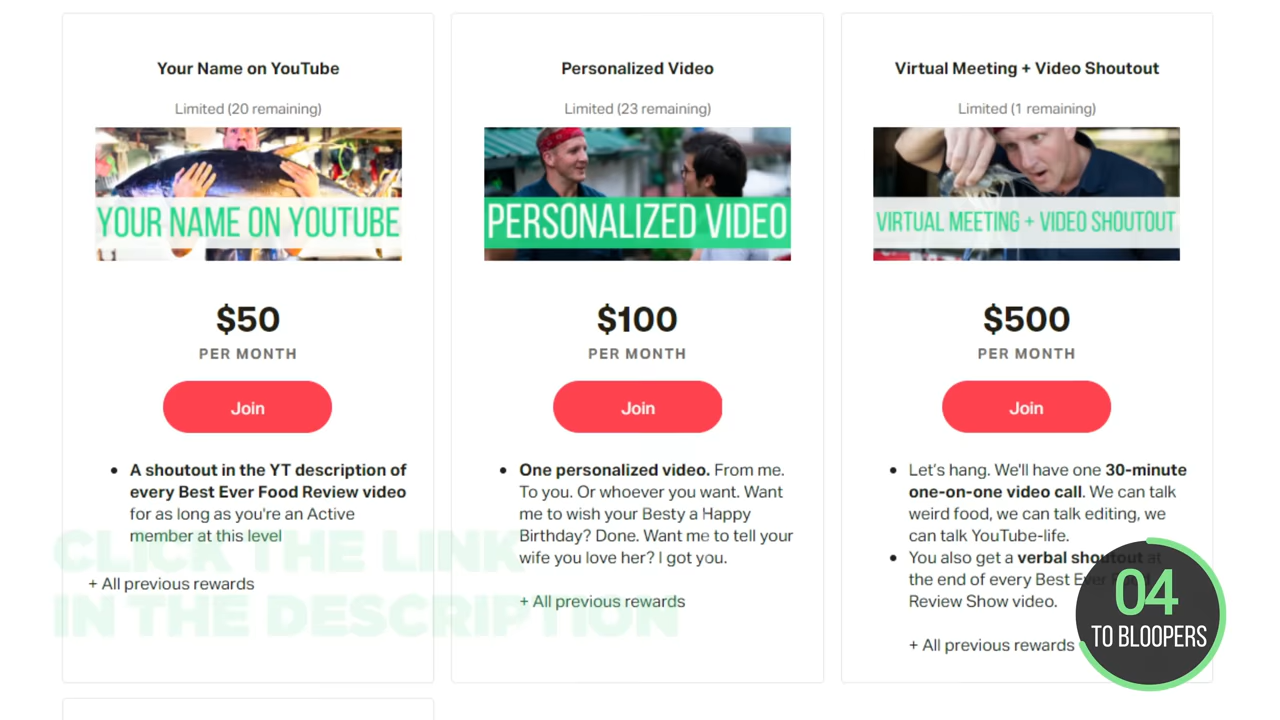 Your Name on YouTube
Limited (20 remaining)
YOUR NAME ON YOUTUBE
$50
PER MONTH
Join
• A shoutout in the YT description of
every Best Ever Food Review video
for as long as you're an Active
member at this level
+ All previous rewards
Personalized Video
Limited (23 remaining)
PERSONALIZED VIDEO
$100
PER MONTH
Join
• One personalized video. From me.
To you. Or whoever you want. Want
me to wish your Besty a Happy
Birthday? Done. Want me to tell your
wife you love her? I got you.
+ All previous rewards
Virtual Meeting + Video Shoutout
Limited (1 remaining)
VIRTUAL MEETING + VIDEO SHOUTOUT
$500
PER MONTH
Join
• Let's hang. We'll have one 30-minute
one-on-one video call. We can talk
weird food, we can talk editing, we
can talk YouTube-life.
• You also get a verbal shoutout at
the end of every Best Ever Food
Review Show video.
+ All previous rewards
CLICK THE LINK
IN THE DESCRIPTION
04
TO BLOOPERS